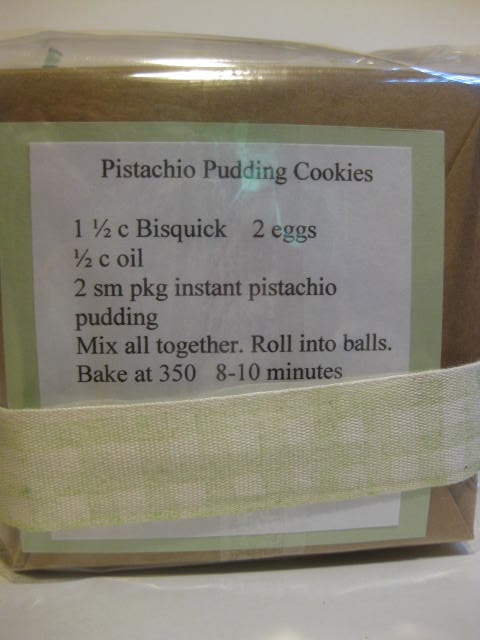 Pistachio Pudding Cookies
1 ½ c Bisquick 2 eggs
½ c oil
2 sm pkg instant pistachio
pudding
Mix all together. Roll into balls.
Bake at 350 8-10 minutes